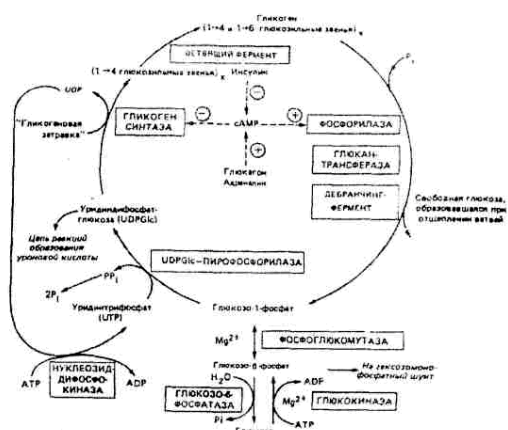 Гликоген
(1→4 и 1→6 глюкозильные звенья)x
ВЕТВЯЩИЙ ФЕРМЕНТ
(1→4 глюкозильные звенья)x
Инсулин
Pi
UDP
"Гликогеновая
затравка"
ГЛИКОГЕН
СИНТАЗА
cAMP
ФОСФОРИЛАЗА
ГЛЮКАН-
ТРАНСФЕРАЗА
Глюкагон
Адреналин
ДЕБРАНЧИНГ-
ФЕРМЕНТ
Свободная глюкоза,
образовавшаяся при
отщеплении ветвей
Уридиндифосфат-
глюкоза (UDPGlc)
Цепь реакций
образования
уроновой кислоты
UDPGlc-ПИРОФОСФОРИЛАЗА
PPi
2Pi
Уридинтрифосфат
(UTP)
Глюкозо-1-фосфат
Mg2+
ФОСФОГЛЮКОМУТАЗА
НУКЛЕОЗИД-
ДИФОСФО-
КИНАЗА
ATP
ADP
Глюкозо-6-фосфат
На гексозомоно-
фосфатный шунт
H2O
ГЛЮКОЗО-6-
ФОСФАТАЗА
Pi
ADP
Mg2+
ГЛЮКОКИНАЗА
ATP